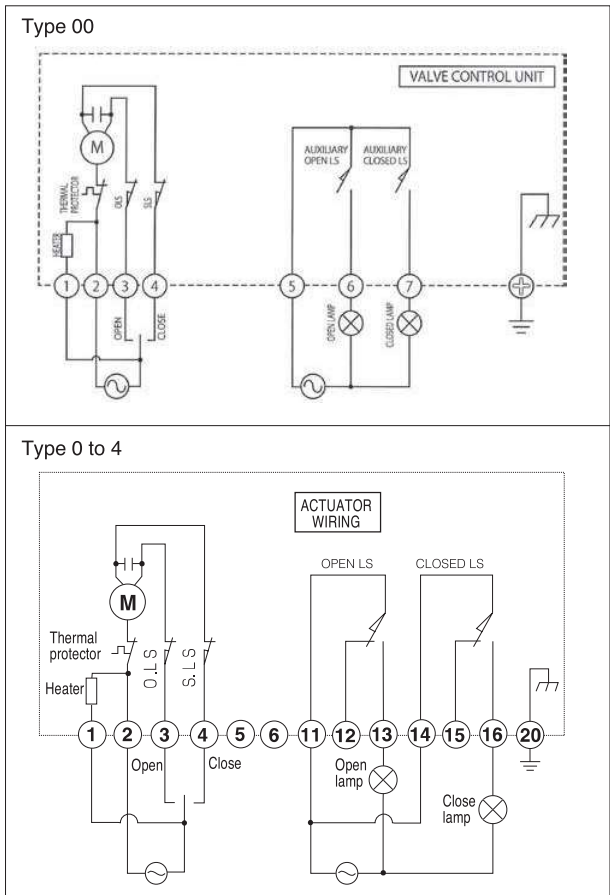 Type 00
VALVE CONTROL UNIT
M
THERMAL
PROTECTOR
OLS
SLS
HEATER
AUXILIARY
OPEN LS
AUXILIARY
CLOSED LS
1
2
3
4
5
6
7
OPEN
CLOSE
OPEN LAMP
CLOSED LAMP
Type 0 to 4
ACTUATOR
WIRING
OPEN LS
CLOSED LS
M
Thermal
protector
O.LS
S.LS
Heater
1
2
3
4
5
6
11
12
13
14
15
16
20
Open
Close
Open
lamp
Close
lamp